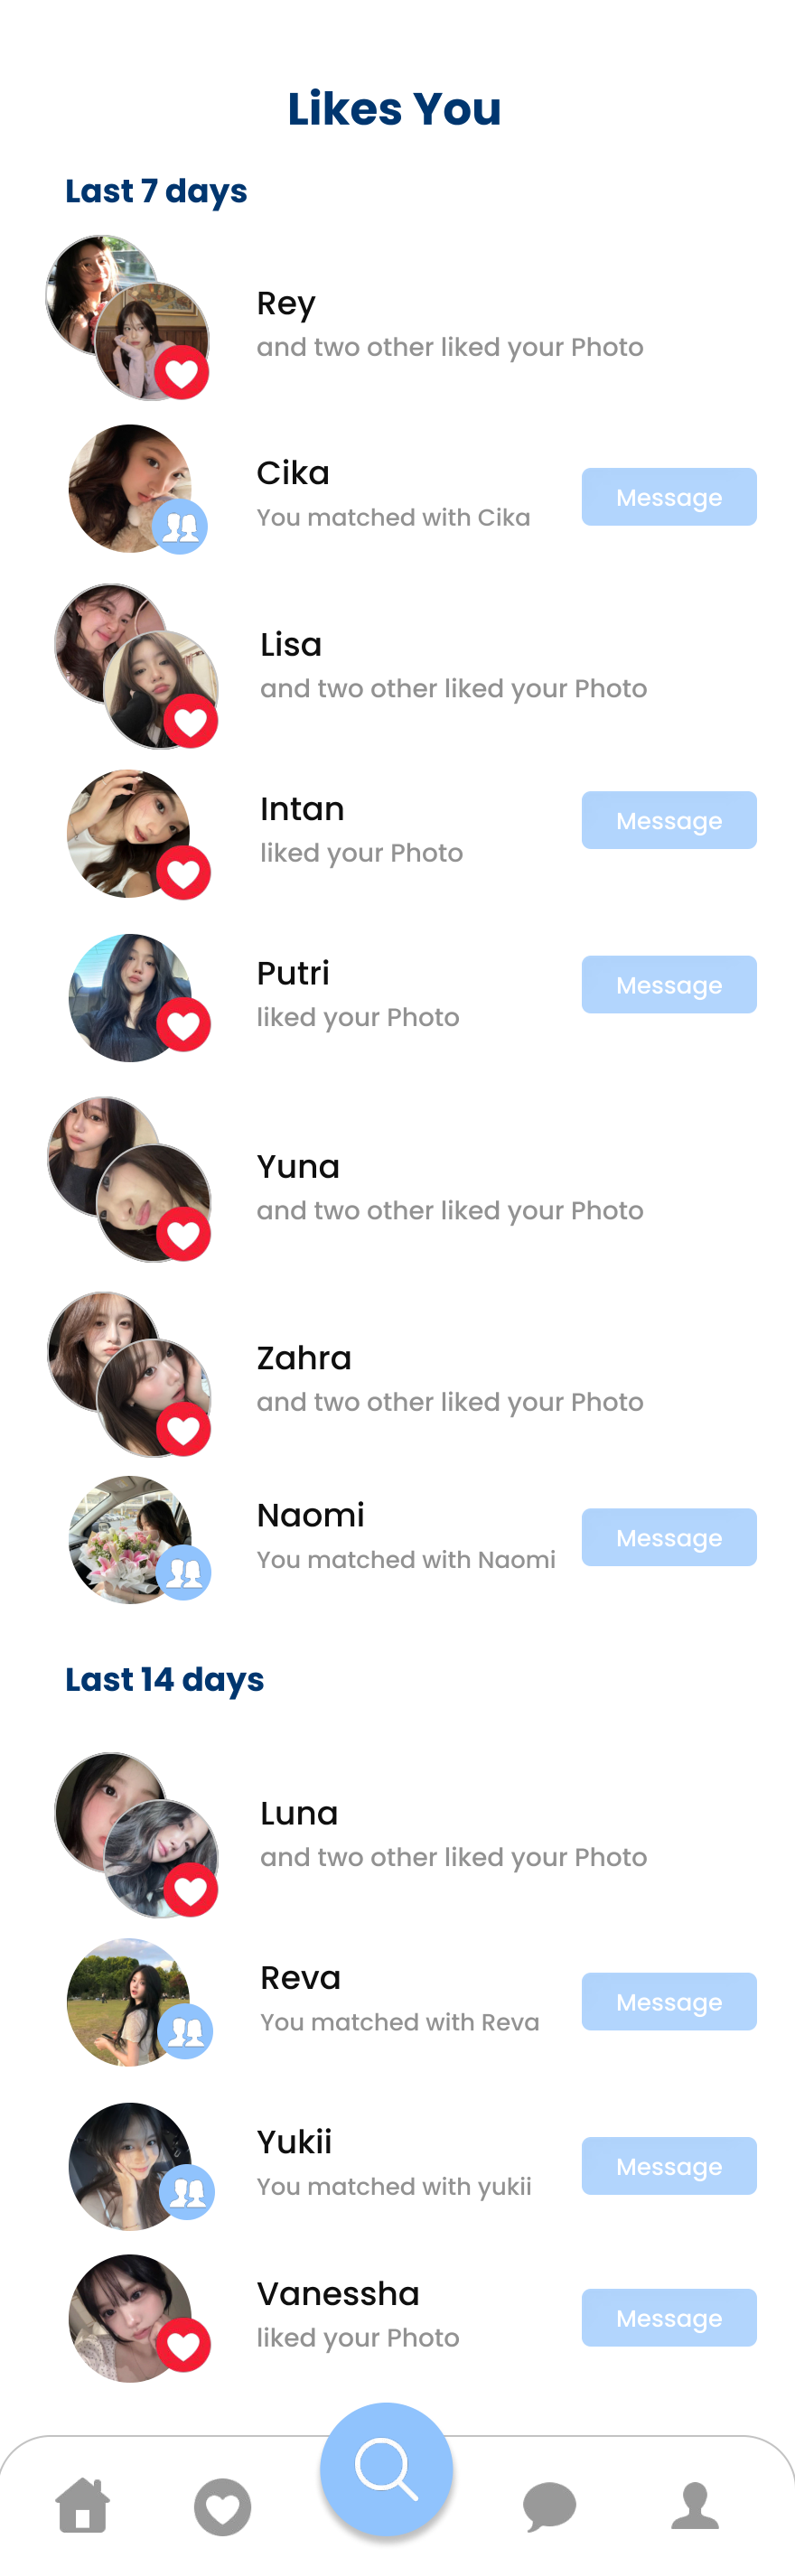 Likes You
Last 7 days
Rey
and two other liked your Photo
Cika
You matched with Cika
Message
Lisa
and two other liked your Photo
Intan
liked your Photo
Message
Putri
liked your Photo
Message
Yuna
and two other liked your Photo
Zahra
and two other liked your Photo
Naomi
You matched with Naomi
Message
Last 14 days
Luna
and two other liked your Photo
Reva
You matched with Reva
Message
Yukii
You matched with yukii
Message
Vanessha
liked your Photo
Message